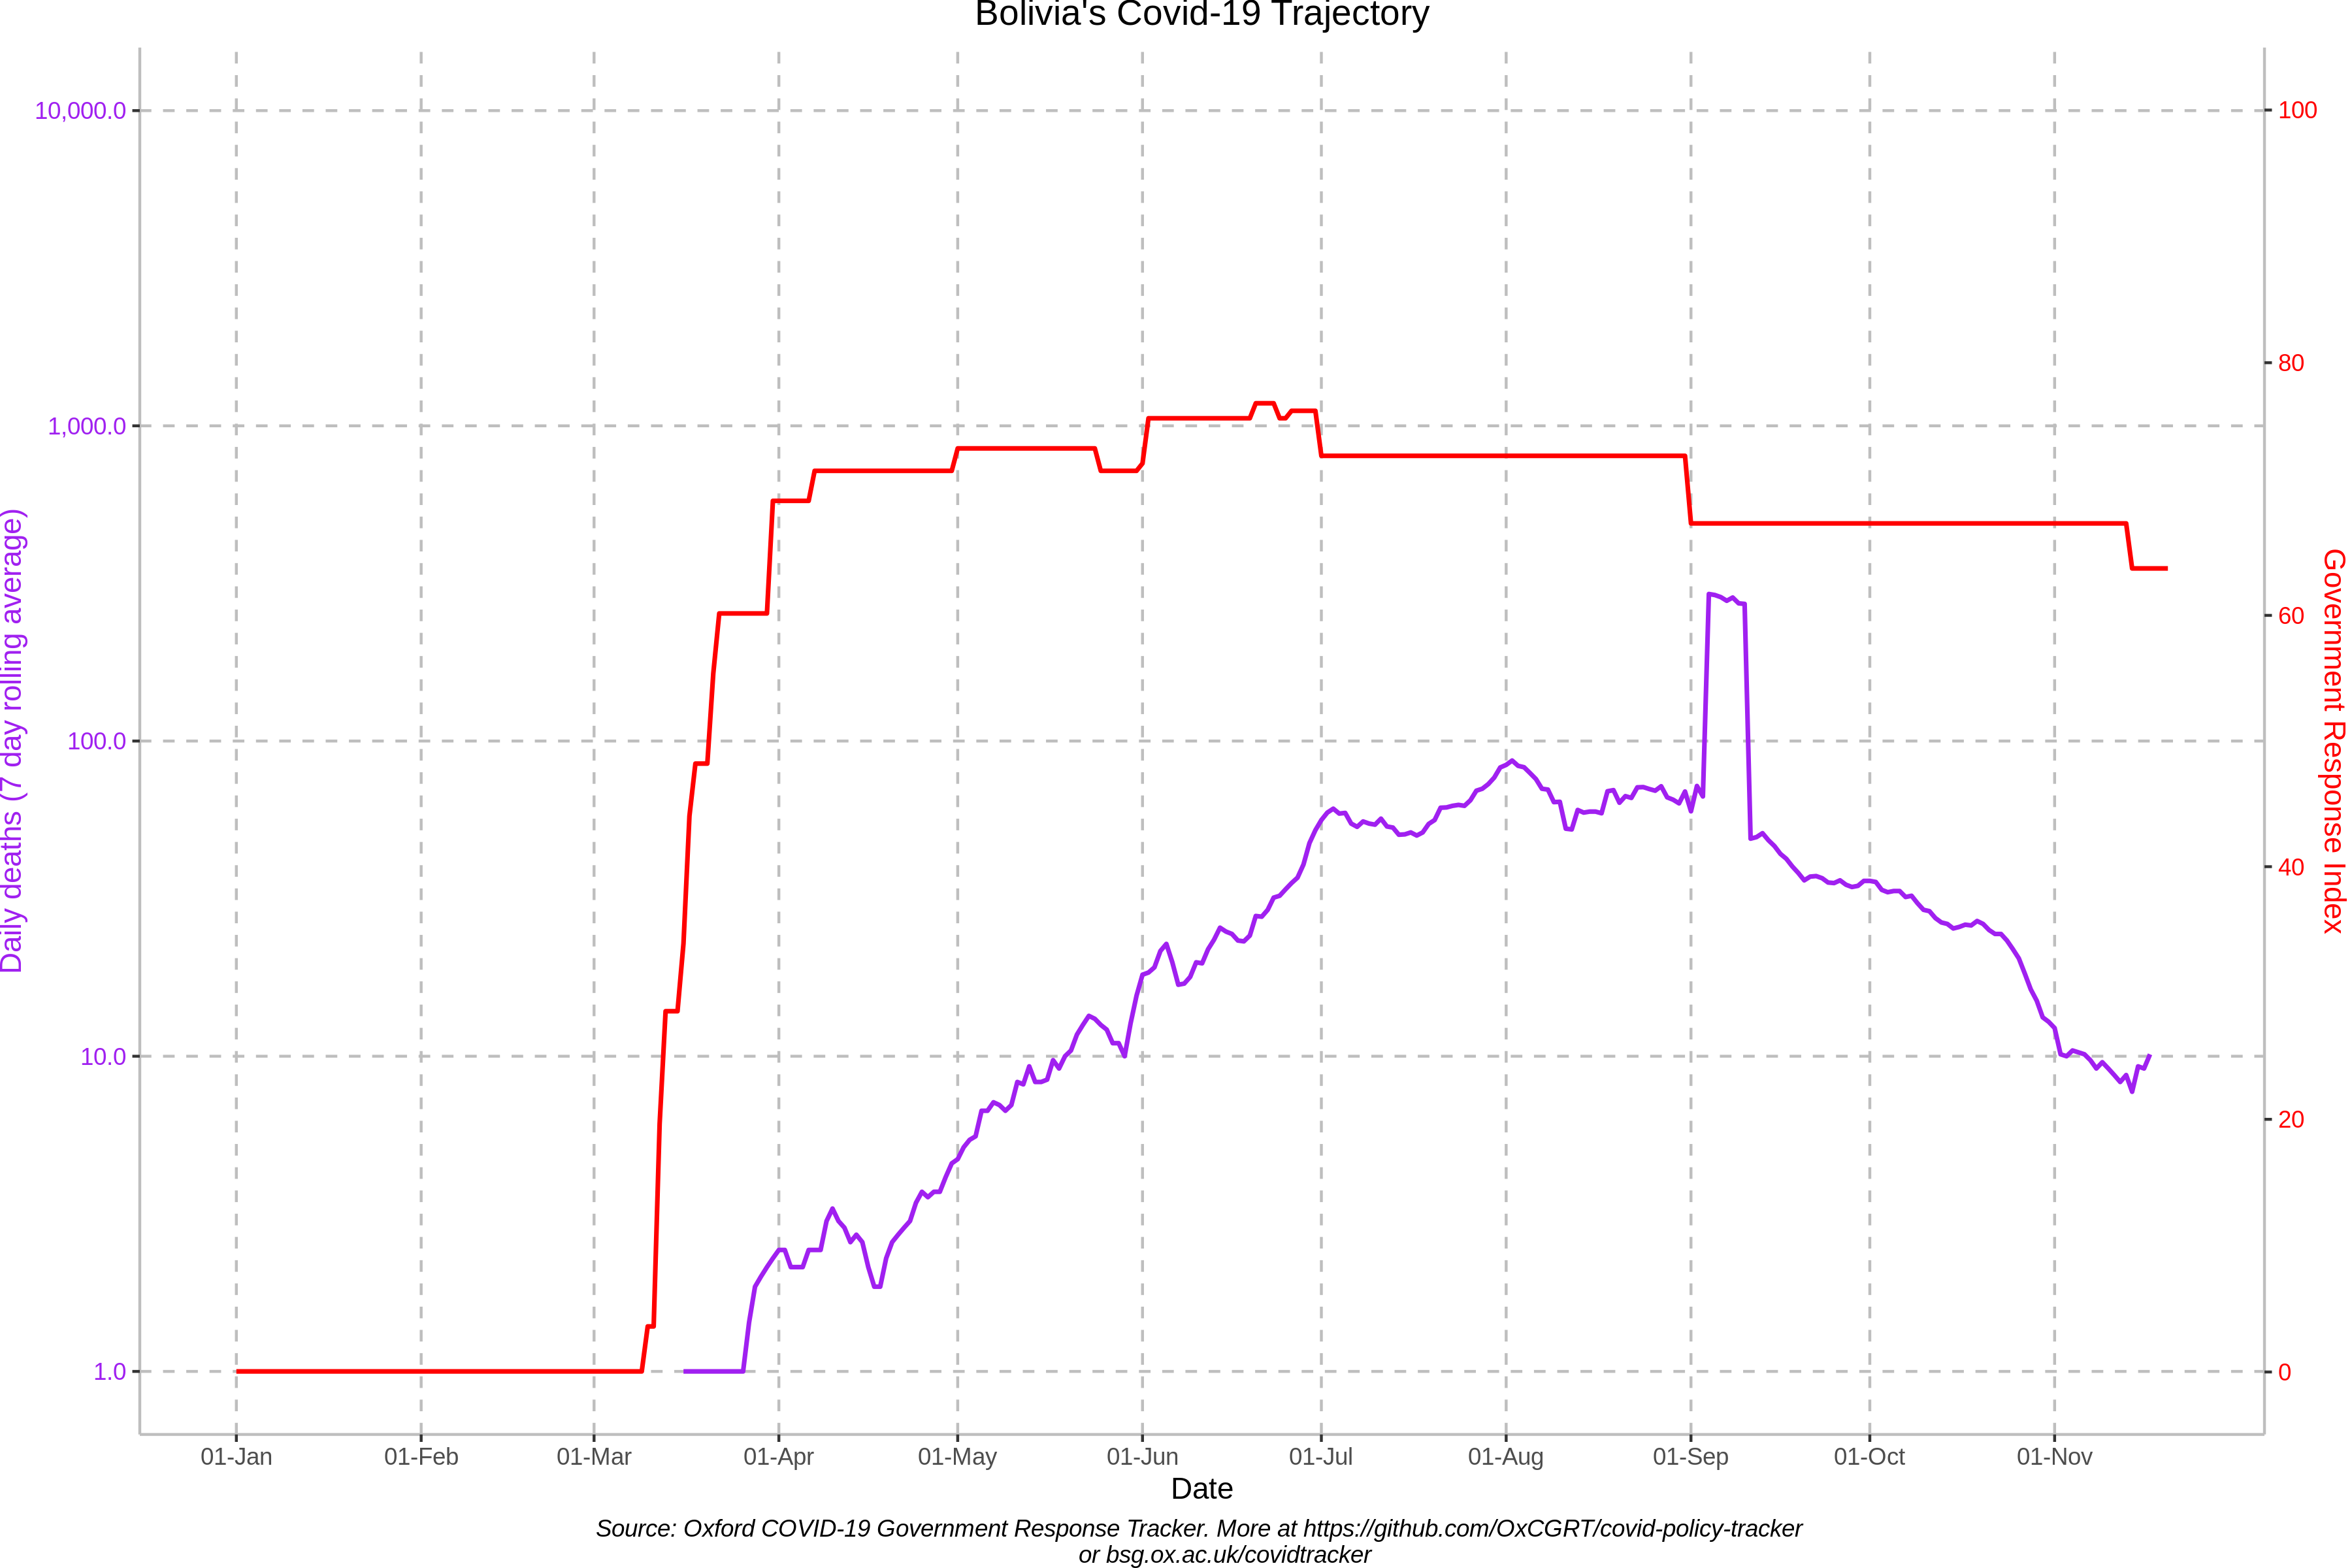 Bolivia's Covid-19 Trajectory
10,000.0
1,000.0
100.0
10.0
1.0
Daily deaths (7 day rolling average)
100
80
60
40
20
0
Government Response Index
01-Jan 01-Feb 01-Mar 01-Apr 01-May 01-Jun 01-Jul 01-Aug 01-Sep 01-Oct 01-Nov
Date
Source: Oxford COVID-19 Government Response Tracker. More at https://github.com/OxCGRT/covid-policy-tracker
or bsg.ox.ac.uk/covidtracker